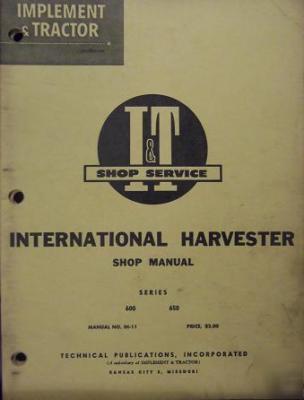 IMPLEMENT
& TRACTOR
I&T
SHOP SERVICE
INTERNATIONAL HARVESTER
SHOP MANUAL
SERIES
600 650
MANUAL NO. IH-11 PRICE, $2.00
TECHNICAL PUBLICATIONS, INCORPORATED
(A subsidiary of IMPLEMENT & TRACTOR)
KANSAS CITY 5, MISSOURI